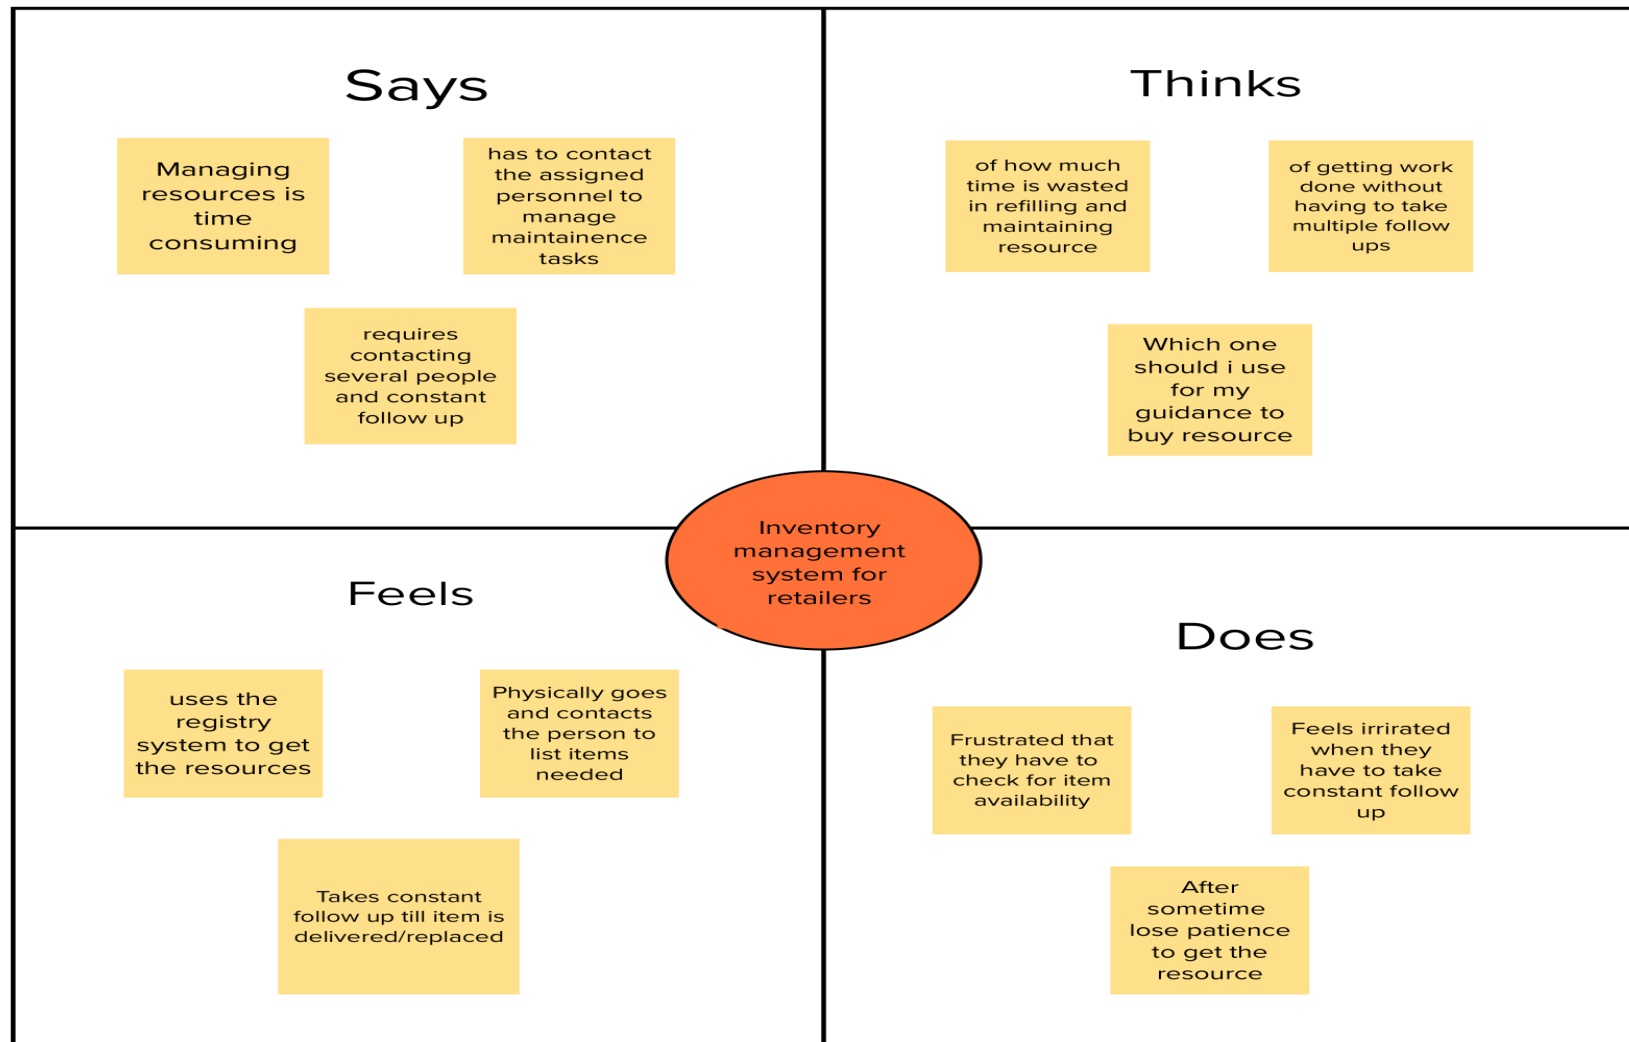 Says
Managing
resources is
time
consuming
has to contact
the assigned
personnel to
manage
maintainence
tasks
requires
contacting
several people
and constant
follow up
Thinks
of how much
time is wasted
in refilling and
maintaining
resource
of getting work
done without
having to take
multiple follow
ups
Which one
should i use
for my
guidance to
buy resource
Inventory
management
system for
retailers
Feels
uses the
registry
system to get
the resources
Physically goes
and contacts
the person to
list items
needed
Takes constant
follow up till item is
delivered/replaced
Does
Frustrated that
they have to
check for item
availability
Feels irrirated
when they
have to take
constant follow
up
After
sometime
lose patience
to get the
resource